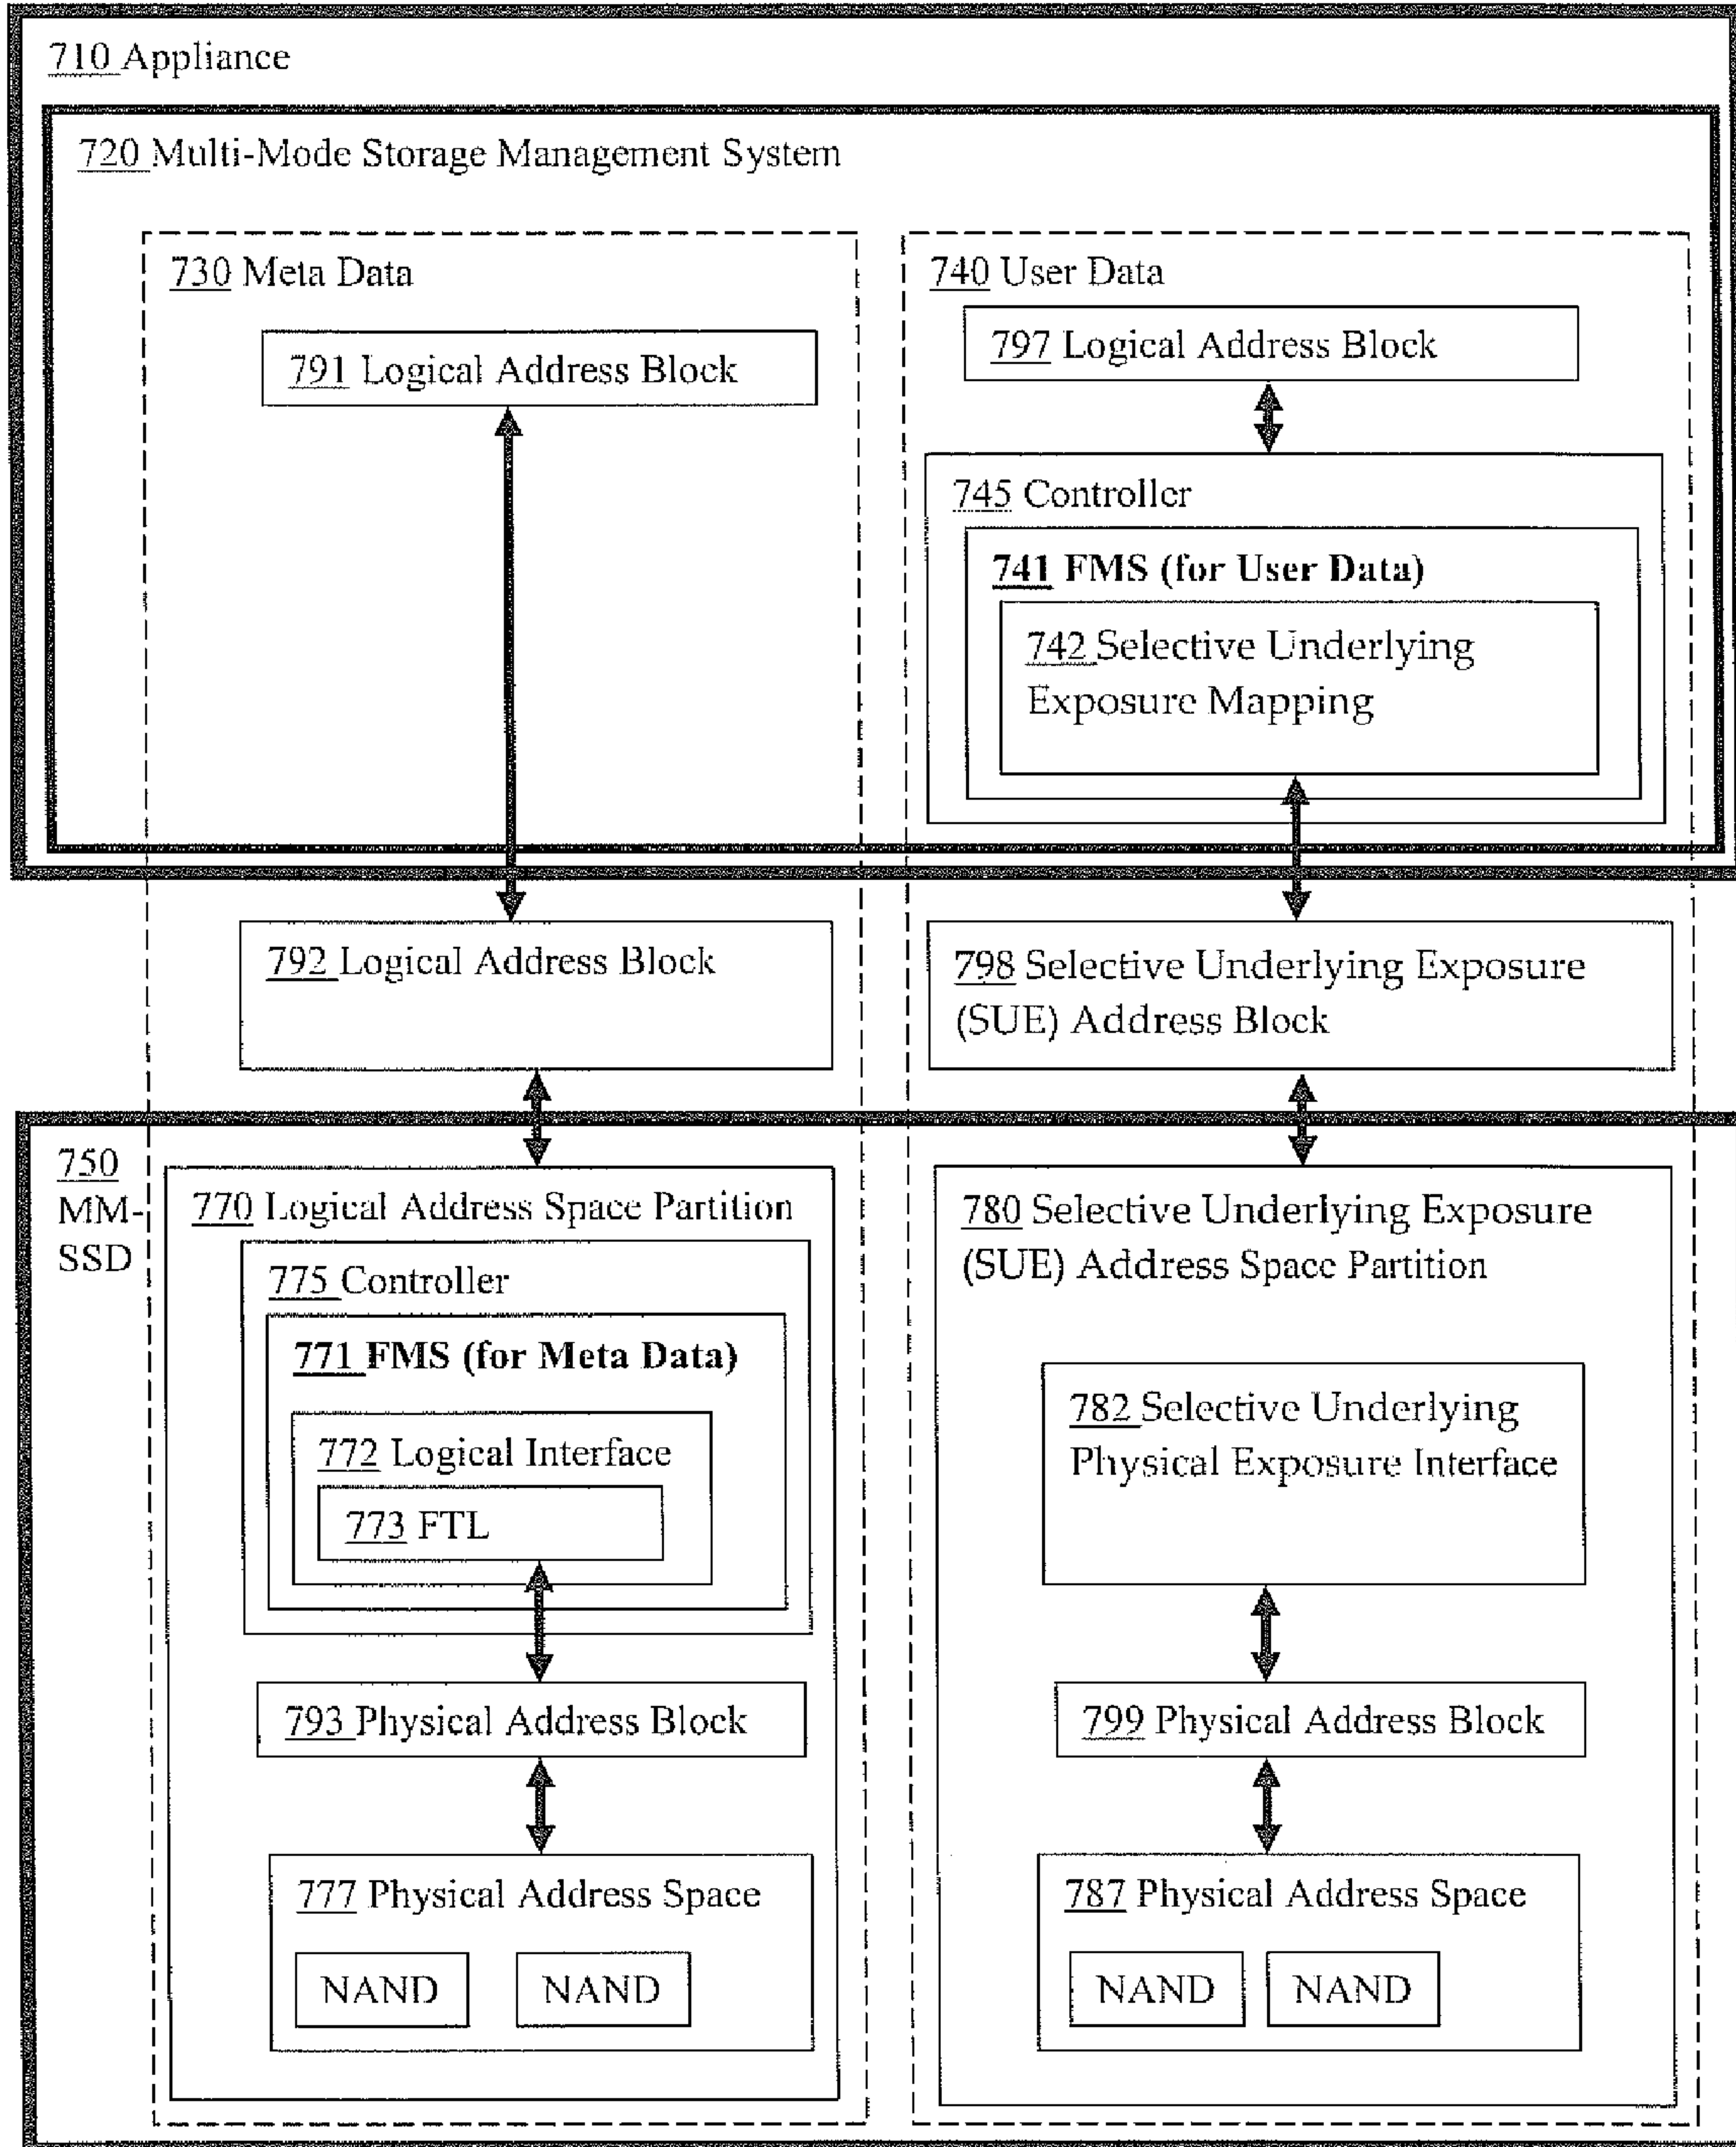 710 Appliance
720 Multi-Mode Storage Management System
730 Meta Data
791 Logical Address Block
740 User Data
797 Logical Address Block
745 Controller
741 FMS (for User Data)
742 Selective Underlying
Exposure Mapping
792 Logical Address Block
798 Selective Underlying Exposure
(SUE) Address Block
750
MM-
SSD
770 Logical Address Space Partition
775 Controller
771 FMS (for Meta Data)
772 Logical Interface
773 FTL
793 Physical Address Block
777 Physical Address Space
NAND NAND
780 Selective Underlying Exposure
(SUE) Address Space Partition
782 Selective Underlying
Physical Exposure Interface
799 Physical Address Block
787 Physical Address Space
NAND NAND